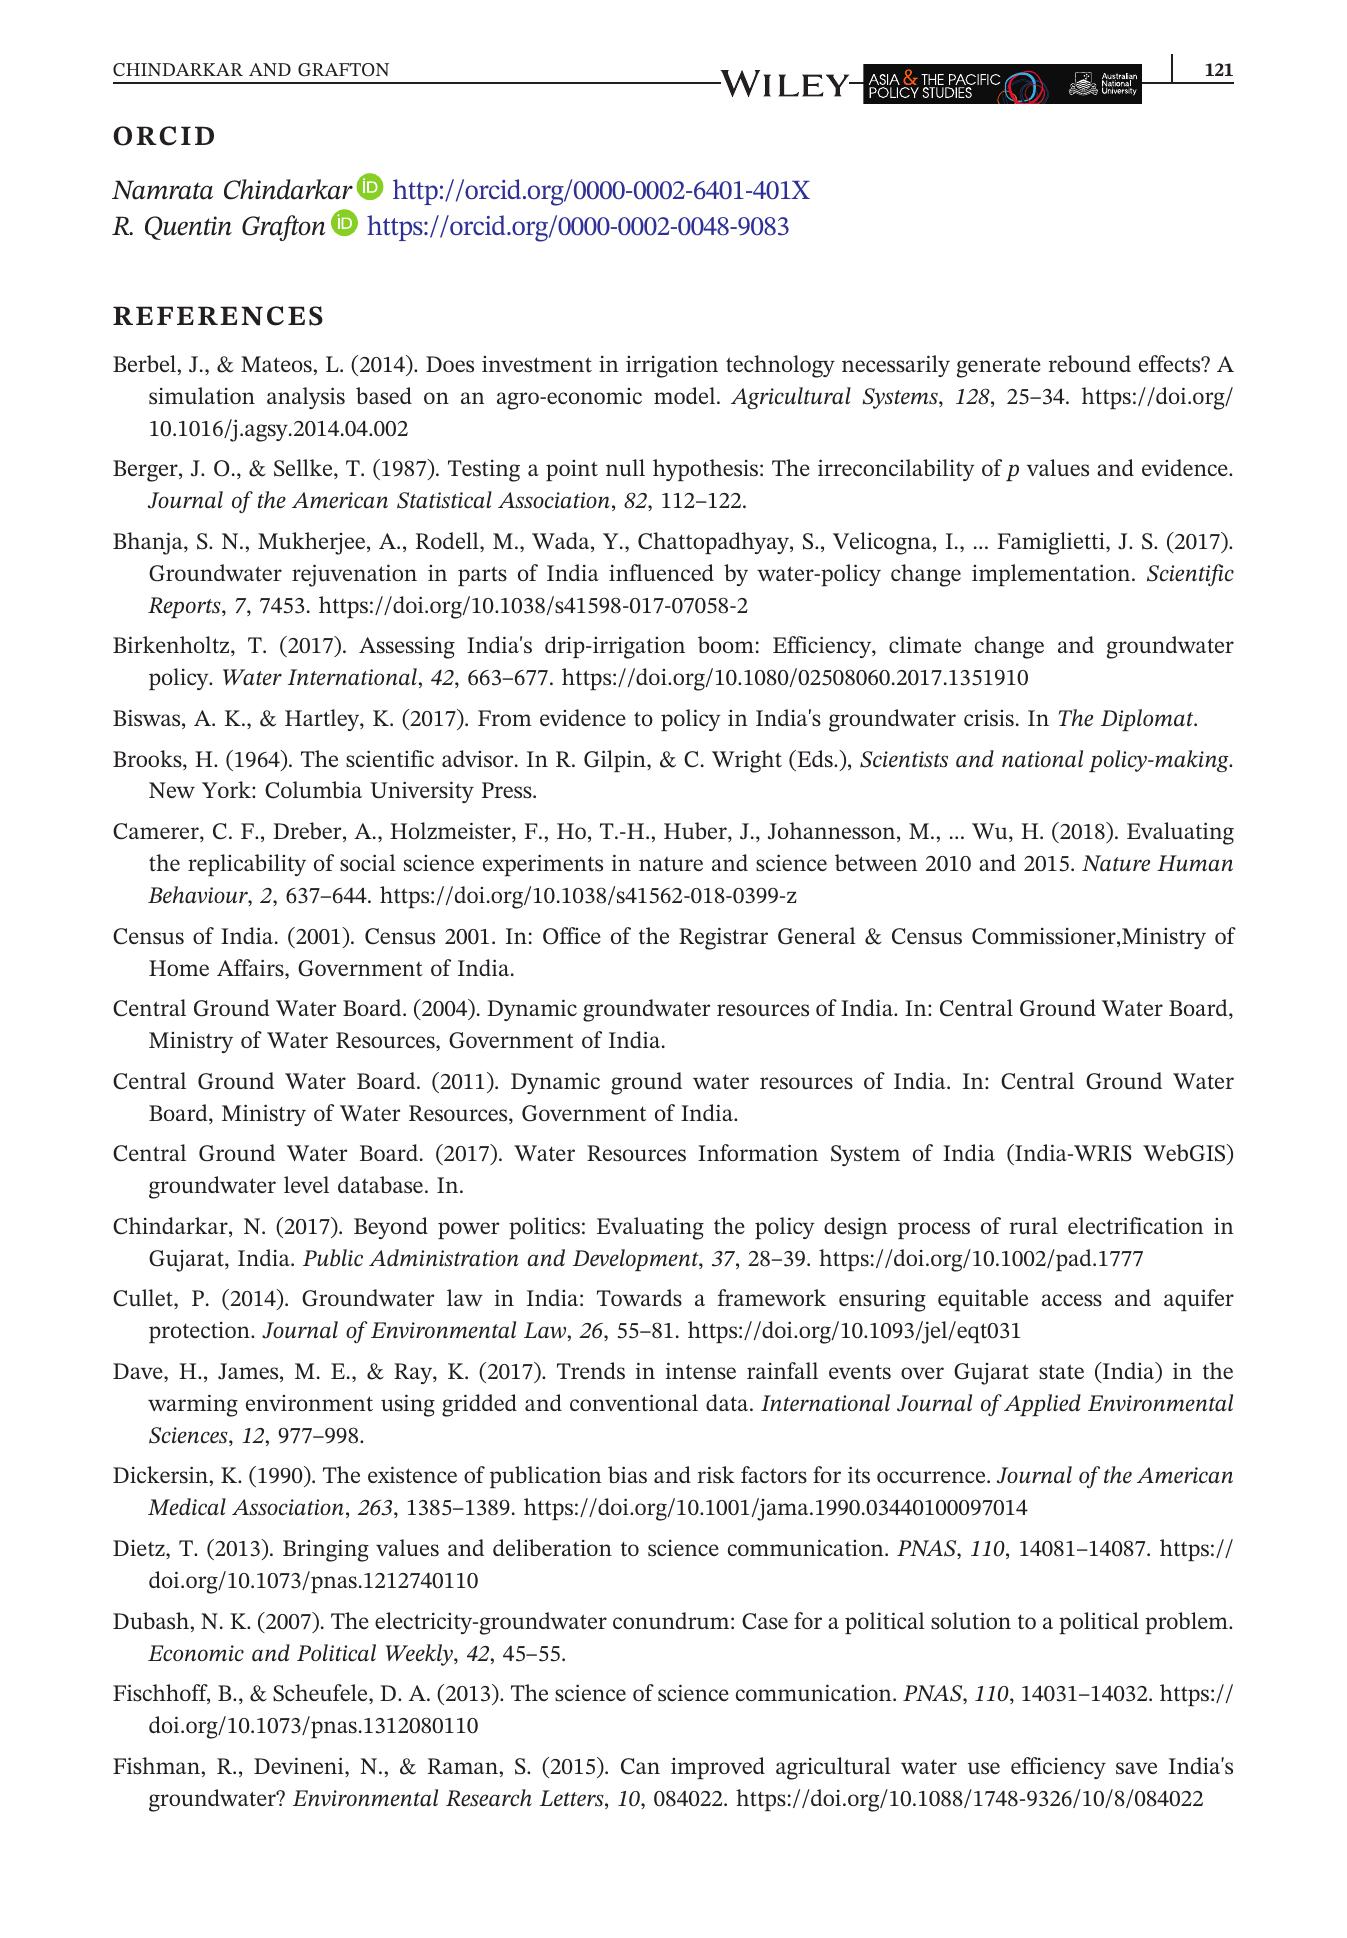 CHINDARKAR AND GRAFTON
WILEY
ASIA & THE PACIFIC
POLICY STUDIES
Australian
National
University
121
ORCID
Namrata Chindarkar iD http://orcid.org/0000-0002-6401-401X
R. Quentin Grafton iD https://orcid.org/0000-0002-0048-9083
REFERENCES
Berbel, J., & Mateos, L. (2014). Does investment in irrigation technology necessarily generate rebound effects? A
simulation analysis based on an agro-economic model. Agricultural Systems, 128, 25–34. https://doi.org/
10.1016/j.agsy.2014.04.002
Berger, J. O., & Sellke, T. (1987). Testing a point null hypothesis: The irreconcilability of p values and evidence.
Journal of the American Statistical Association, 82, 112–122.
Bhanja, S. N., Mukherjee, A., Rodell, M., Wada, Y., Chattopadhyay, S., Velicogna, I., ... Famiglietti, J. S. (2017).
Groundwater rejuvenation in parts of India influenced by water-policy change implementation. Scientific
Reports, 7, 7453. https://doi.org/10.1038/s41598-017-07058-2
Birkenholtz, T. (2017). Assessing India's drip-irrigation boom: Efficiency, climate change and groundwater
policy. Water International, 42, 663–677. https://doi.org/10.1080/02508060.2017.1351910
Biswas, A. K., & Hartley, K. (2017). From evidence to policy in India's groundwater crisis. In The Diplomat.
Brooks, H. (1964). The scientific advisor. In R. Gilpin, & C. Wright (Eds.), Scientists and national policy-making.
New York: Columbia University Press.
Camerer, C. F., Dreber, A., Holzmeister, F., Ho, T.-H., Huber, J., Johannesson, M., ... Wu, H. (2018). Evaluating
the replicability of social science experiments in nature and science between 2010 and 2015. Nature Human
Behaviour, 2, 637–644. https://doi.org/10.1038/s41562-018-0399-z
Census of India. (2001). Census 2001. In: Office of the Registrar General & Census Commissioner,Ministry of
Home Affairs, Government of India.
Central Ground Water Board. (2004). Dynamic groundwater resources of India. In: Central Ground Water Board,
Ministry of Water Resources, Government of India.
Central Ground Water Board. (2011). Dynamic ground water resources of India. In: Central Ground Water
Board, Ministry of Water Resources, Government of India.
Central Ground Water Board. (2017). Water Resources Information System of India (India-WRIS WebGIS)
groundwater level database. In.
Chindarkar, N. (2017). Beyond power politics: Evaluating the policy design process of rural electrification in
Gujarat, India. Public Administration and Development, 37, 28–39. https://doi.org/10.1002/pad.1777
Cullet, P. (2014). Groundwater law in India: Towards a framework ensuring equitable access and aquifer
protection. Journal of Environmental Law, 26, 55–81. https://doi.org/10.1093/jel/eqt031
Dave, H., James, M. E., & Ray, K. (2017). Trends in intense rainfall events over Gujarat state (India) in the
warming environment using gridded and conventional data. International Journal of Applied Environmental
Sciences, 12, 977–998.
Dickersin, K. (1990). The existence of publication bias and risk factors for its occurrence. Journal of the American
Medical Association, 263, 1385–1389. https://doi.org/10.1001/jama.1990.03440100097014
Dietz, T. (2013). Bringing values and deliberation to science communication. PNAS, 110, 14081–14087. https://
doi.org/10.1073/pnas.1212740110
Dubash, N. K. (2007). The electricity-groundwater conundrum: Case for a political solution to a political problem.
Economic and Political Weekly, 42, 45–55.
Fischhoff, B., & Scheufele, D. A. (2013). The science of science communication. PNAS, 110, 14031–14032. https://
doi.org/10.1073/pnas.1312080110
Fishman, R., Devineni, N., & Raman, S. (2015). Can improved agricultural water use efficiency save India's
groundwater? Environmental Research Letters, 10, 084022. https://doi.org/10.1088/1748-9326/10/8/084022